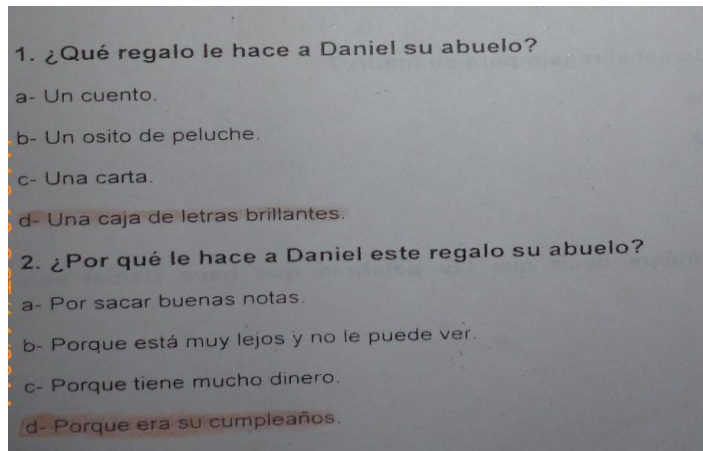 1. ¿Qué regalo le hace a Daniel su abuelo?
a- Un cuento.
b- Un osito de peluche.
c- Una carta.
d- Una caja de letras brillantes.
2. ¿Por qué le hace a Daniel este regalo su abuelo?
a- Por sacar buenas notas.
b- Porque está muy lejos y no le puede ver.
c- Porque tiene mucho dinero.
d- Porque era su cumpleaños.